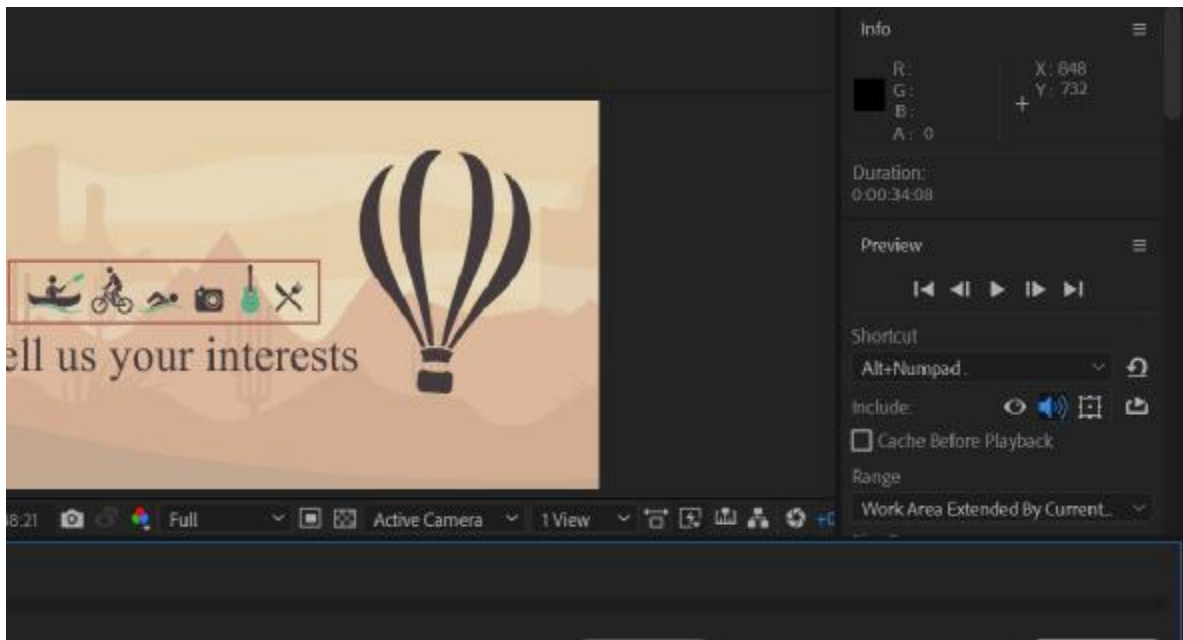 Info
R:
G:
B:
A: 0
X: 848
Y: 732
Duration:
0:00:34:08
Preview
ell us your interests
Shortcut
Alt+Numpad .
Include:
Cache Before Playback
Range
Work Area Extended By Current...
8:21
Full
Active Camera
1 View